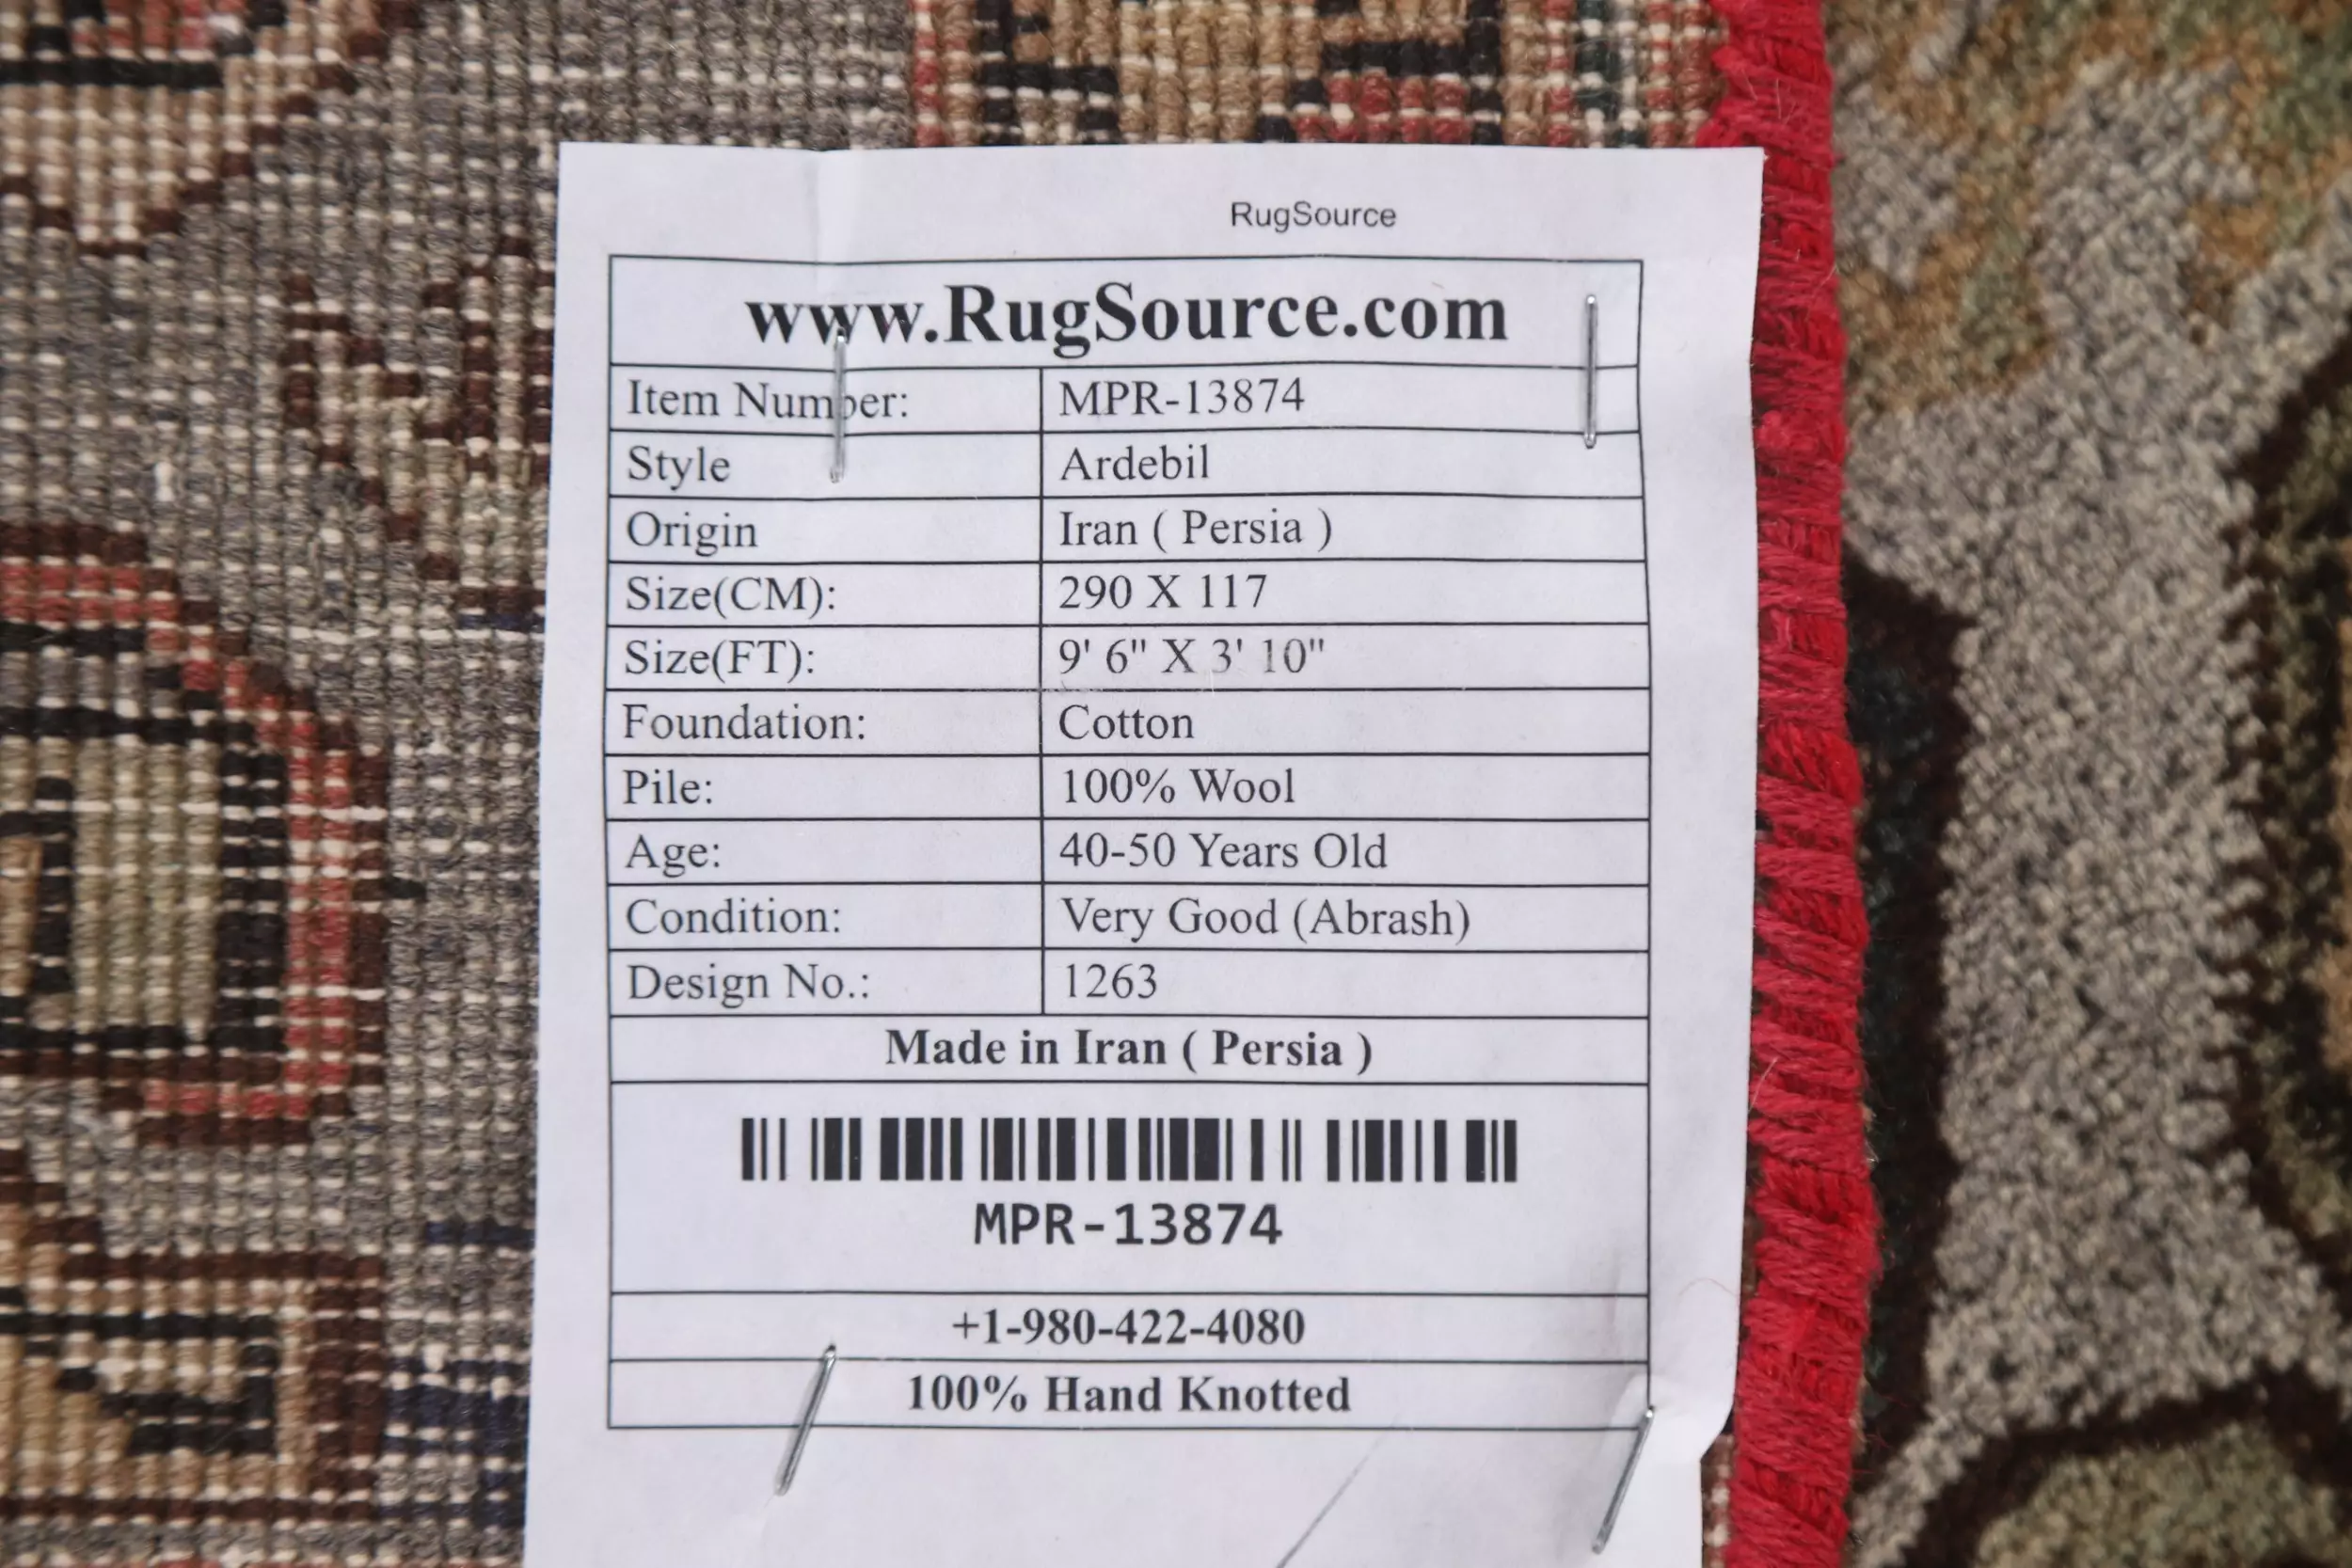 RugSource
www.RugSource.com
Item Number: MPR-13874
Style Ardebil
Origin Iran ( Persia )
Size(CM): 290 X 117
Size(FT): 9' 6" X 3' 10"
Foundation: Cotton
Pile: 100% Wool
Age: 40-50 Years Old
Condition: Very Good (Abrash)
Design No.: 1263
Made in Iran ( Persia )
MPR-13874
+1-980-422-4080
100% Hand Knotted